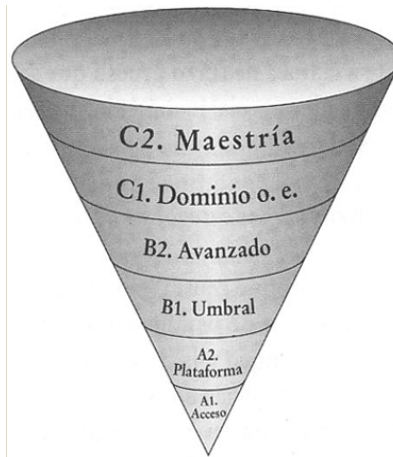 C2. Maestría
C1. Dominio o. e.
B2. Avanzado
B1. Umbral
A2.
Plataforma
A1.
Acceso